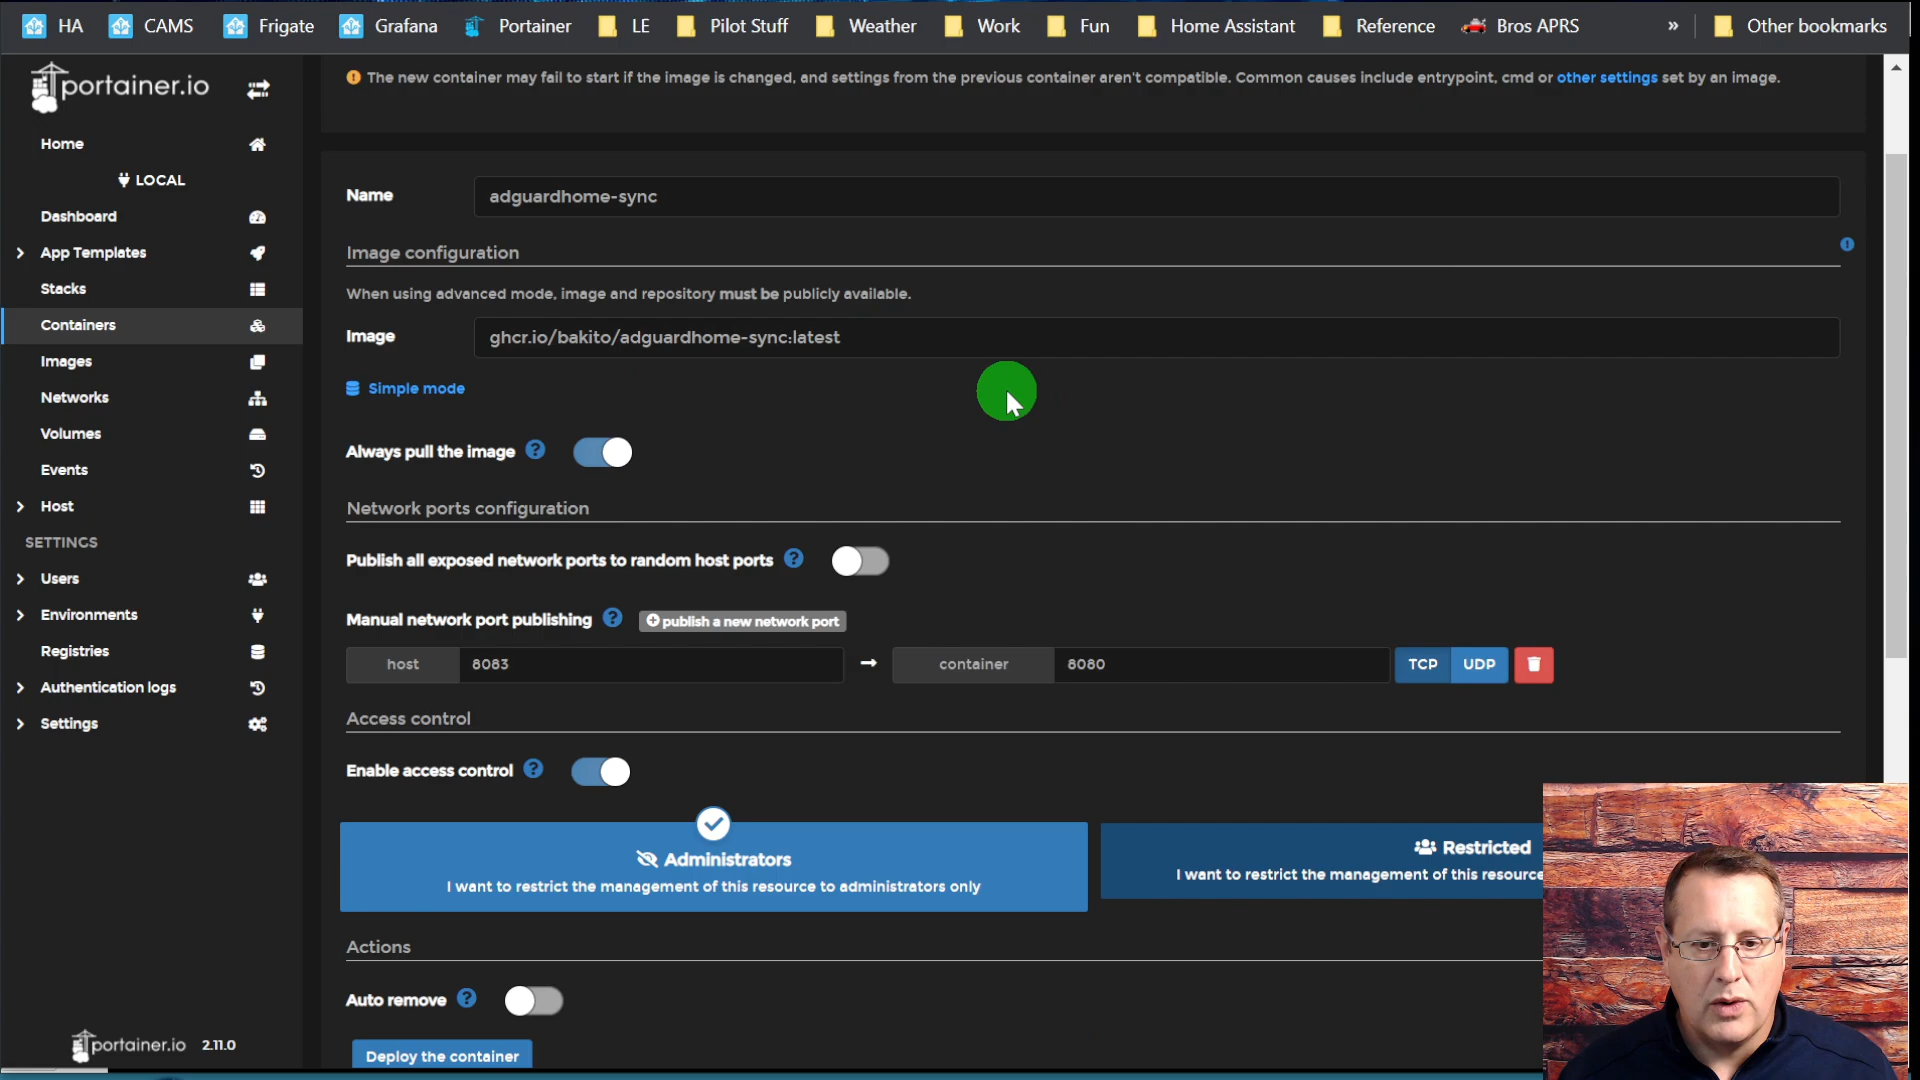 HA CAMS Frigate Grafana Portainer LE Pilot Stuff Weather Work Fun Home Assistant Reference Bros APRS » Other bookmarks
portainer.io
Home
LOCAL
Dashboard
App Templates
Stacks
Containers
Images
Networks
Volumes
Events
Host
SETTINGS
Users
Environments
Registries
Authentication logs
Settings
portainer.io 2.11.0
The new container may fail to start if the image is changed, and settings from the previous container aren't compatible. Common causes include entrypoint, cmd or other settings set by an image.
Name adguardhome-sync
Image configuration
When using advanced mode, image and repository must be publicly available.
Image ghcr.io/bakito/adguardhome-sync:latest
Simple mode
Always pull the image
Network ports configuration
Publish all exposed network ports to random host ports
Manual network port publishing publish a new network port
host 8083 → container 8080 TCP UDP
Access control
Enable access control
Administrators
I want to restrict the management of this resource to administrators only
Restricted
I want to restrict the management of this resource
Actions
Auto remove
Deploy the container